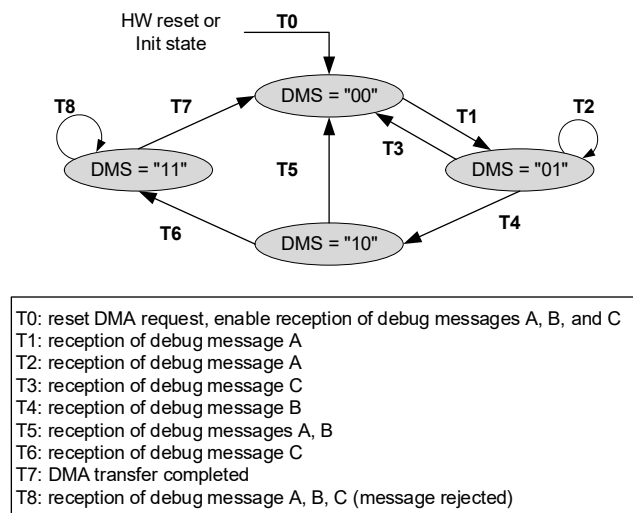 HW reset or
Init state
T0
DMS = "00"
T8
T7
T1
T2
T3
DMS = "11"
T5
DMS = "01"
T6
T4
DMS = "10"
T0: reset DMA request, enable reception of debug messages A, B, and C
T1: reception of debug message A
T2: reception of debug message A
T3: reception of debug message C
T4: reception of debug message B
T5: reception of debug messages A, B
T6: reception of debug message C
T7: DMA transfer completed
T8: reception of debug message A, B, C (message rejected)